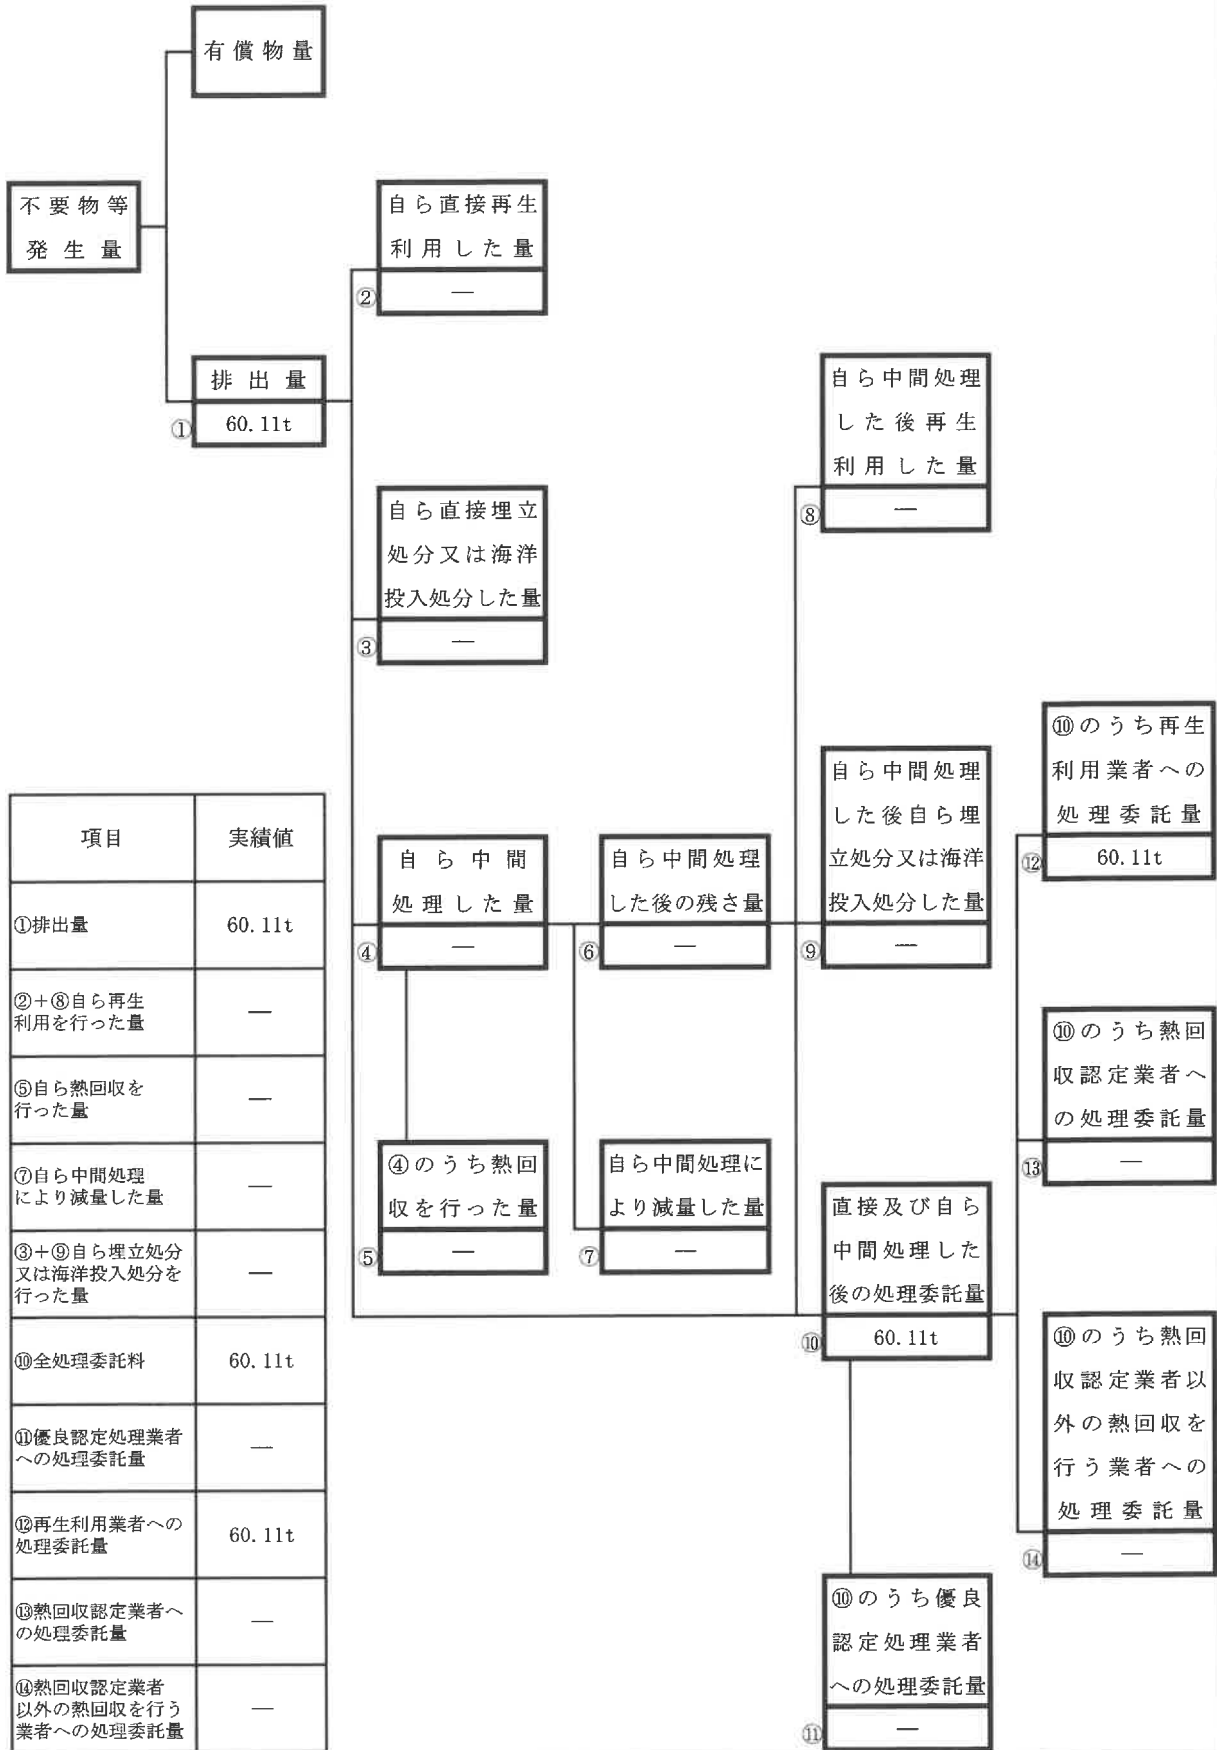 有償物量
不要物等
発生量
自ら直接再生
利用した量
②
—
排出量
①
60.11t
自ら直接埋立
処分又は海洋
投入処分した量
③
—
自ら中間処理
した後再生
利用した量
⑧
—
自ら中間
処理した量
④
—
自ら中間処理
した後の残さ量
⑥
—
自ら中間処理
した後自ら埋
立処分又は海洋
投入処分した量
⑨
—
⑩のうち再生
利用業者への
処理委託量
⑫
60.11t
⑩のうち熱回
収認定業者へ
の処理委託量
⑬
—
④のうち熱回
収を行った量
⑤
—
自ら中間処理に
より減量した量
⑦
—
直接及び自ら
中間処理した
後の処理委託量
⑩
60.11t
⑩のうち熱回
収認定業者以
外の熱回収を
行う業者への
処理委託量
⑭
—
⑩のうち優良
認定処理業者
への処理委託量
⑪
—
項目 実績値
①排出量 60.11t
②+⑧自ら再生
利用を行った量 —
⑤自ら熱回収を
行った量 —
⑦自ら中間処理
により減量した量 —
③+⑨自ら埋立処分
又は海洋投入処分を
行った量 —
⑩全処理委託料 60.11t
⑪優良認定処理業者
への処理委託量 —
⑫再生利用業者への
処理委託量 60.11t
⑬熱回収認定業者へ
の処理委託量 —
⑭熱回収認定業者
以外の熱回収を行う
業者への処理委託量 —